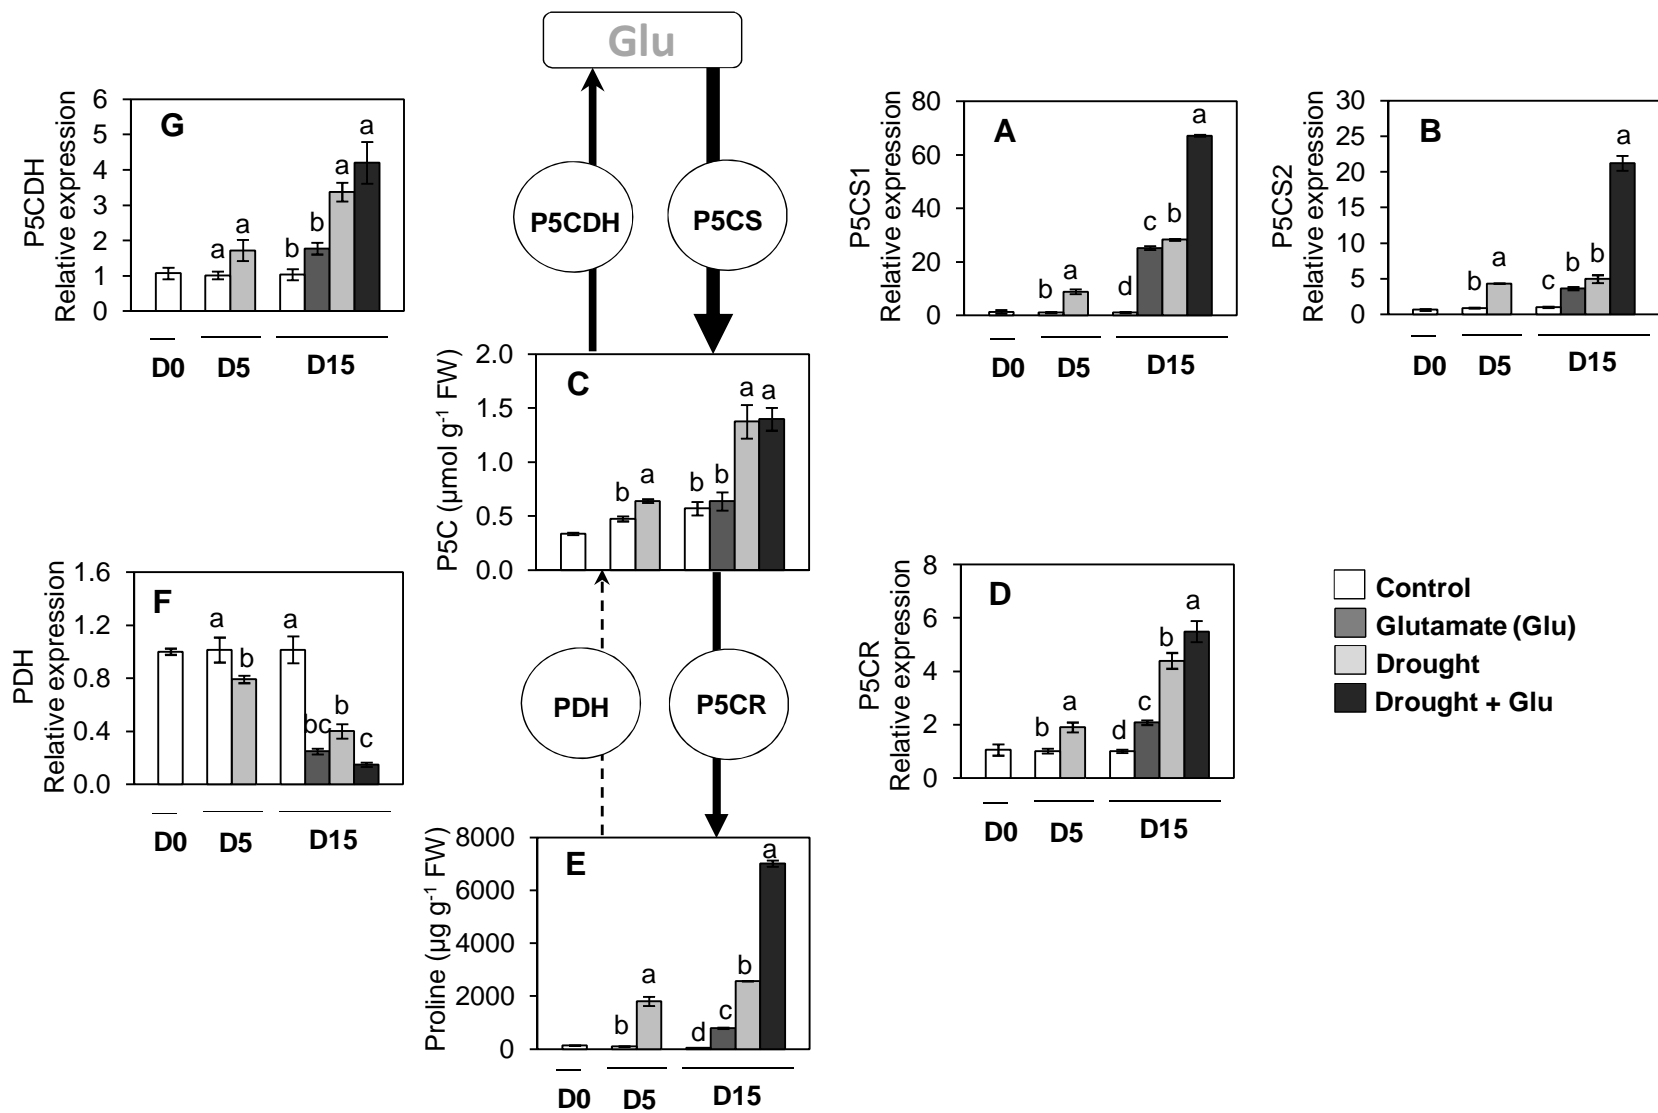 Glu
P5CDH
Relative expression
G
6
5
4
3
2
1
0
a
a
b
b
a
a
D0
D5
D15
P5CDH
P5CS
P5CS1
Relative expression
A
80
60
40
20
0
b
a
d
c
b
a
D0
D5
D15
P5CS2
Relative expression
B
30
25
20
15
10
5
0
b
a
c
b
b
a
D0
D5
D15
P5C (µmol g-1 FW)
C
2.0
1.5
1.0
0.5
0.0
b
a
b
b
a
a
PDH
Relative expression
F
1.6
1.2
0.8
0.4
0.0
a
b
a
bc
b
c
D0
D5
D15
PDH
P5CR
P5CR
Relative expression
D
8
6
4
2
0
b
a
d
c
b
a
D0
D5
D15
Control
Glutamate (Glu)
Drought
Drought + Glu
Proline (µg g-1 FW)
E
8000
6000
4000
2000
0
b
a
d
c
b
a
D0
D5
D15